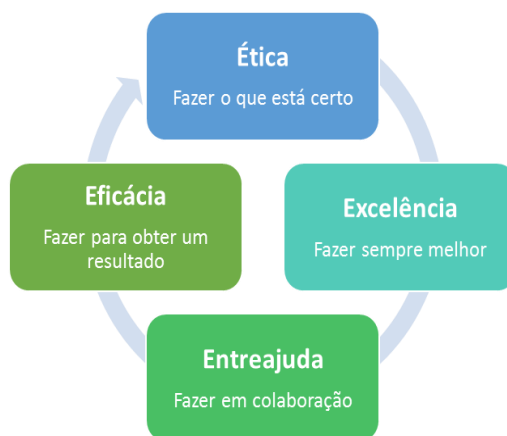 Ética
Fazer o que está certo
Excelência
Fazer sempre melhor
Entreajuda
Fazer em colaboração
Eficácia
Fazer para obter um
resultado